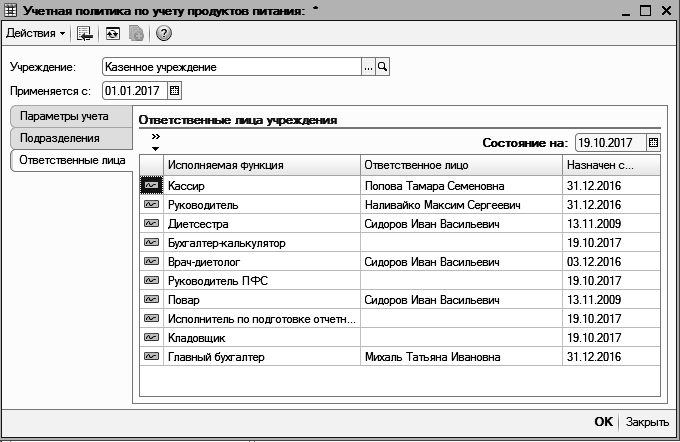 Учетная политика по учету продуктов питания: *
Действия
Учреждение: Казенное учреждение ...
Применяется с: 01.01.2017
Параметры учета
Подразделения
Ответственные лица
Ответственные лица учреждения
Состояние на: 19.10.2017
Исполняемая функция Ответственное лицо Назначен с...
Кассир Попова Тамара Семеновна 31.12.2016
Руководитель Наливайко Максим Сергеевич 31.12.2016
Диетсестра Сидоров Иван Васильевич 13.11.2009
Бухгалтер-калькулятор 19.10.2017
Врач-диетолог Сидоров Иван Васильевич 03.12.2016
Руководитель ПФС 19.10.2017
Повар Сидоров Иван Васильевич 13.11.2009
Исполнитель по подготовке отчетн... 19.10.2017
Кладовщик 19.10.2017
Главный бухгалтер Михаль Татьяна Ивановна 31.12.2016
OK Закрыть